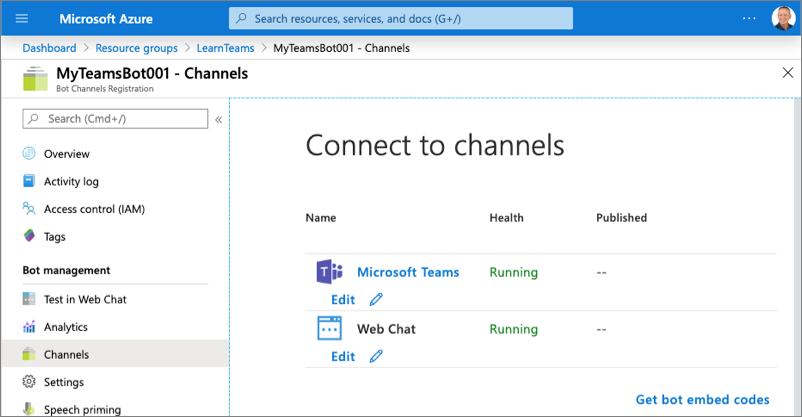 Microsoft Azure
Search resources, services, and docs (G+/)
Dashboard > Resource groups > LearnTeams > MyTeamsBot001 - Channels
MyTeamsBot001 - Channels
Bot Channels Registration
Search (Cmd+/)
Overview
Activity log
Access control (IAM)
Tags
Bot management
Test in Web Chat
Analytics
Channels
Settings
Speech priming
Connect to channels
Name Health Published
Microsoft Teams Running --
Edit
Web Chat Running --
Edit
Get bot embed codes